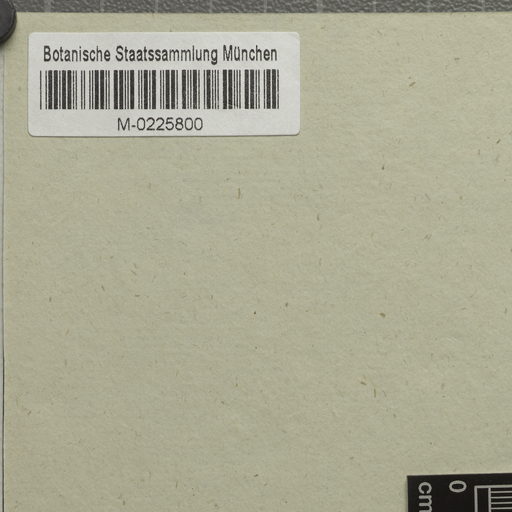 Botanische Staatssammlung München
M-0225800
0
cm